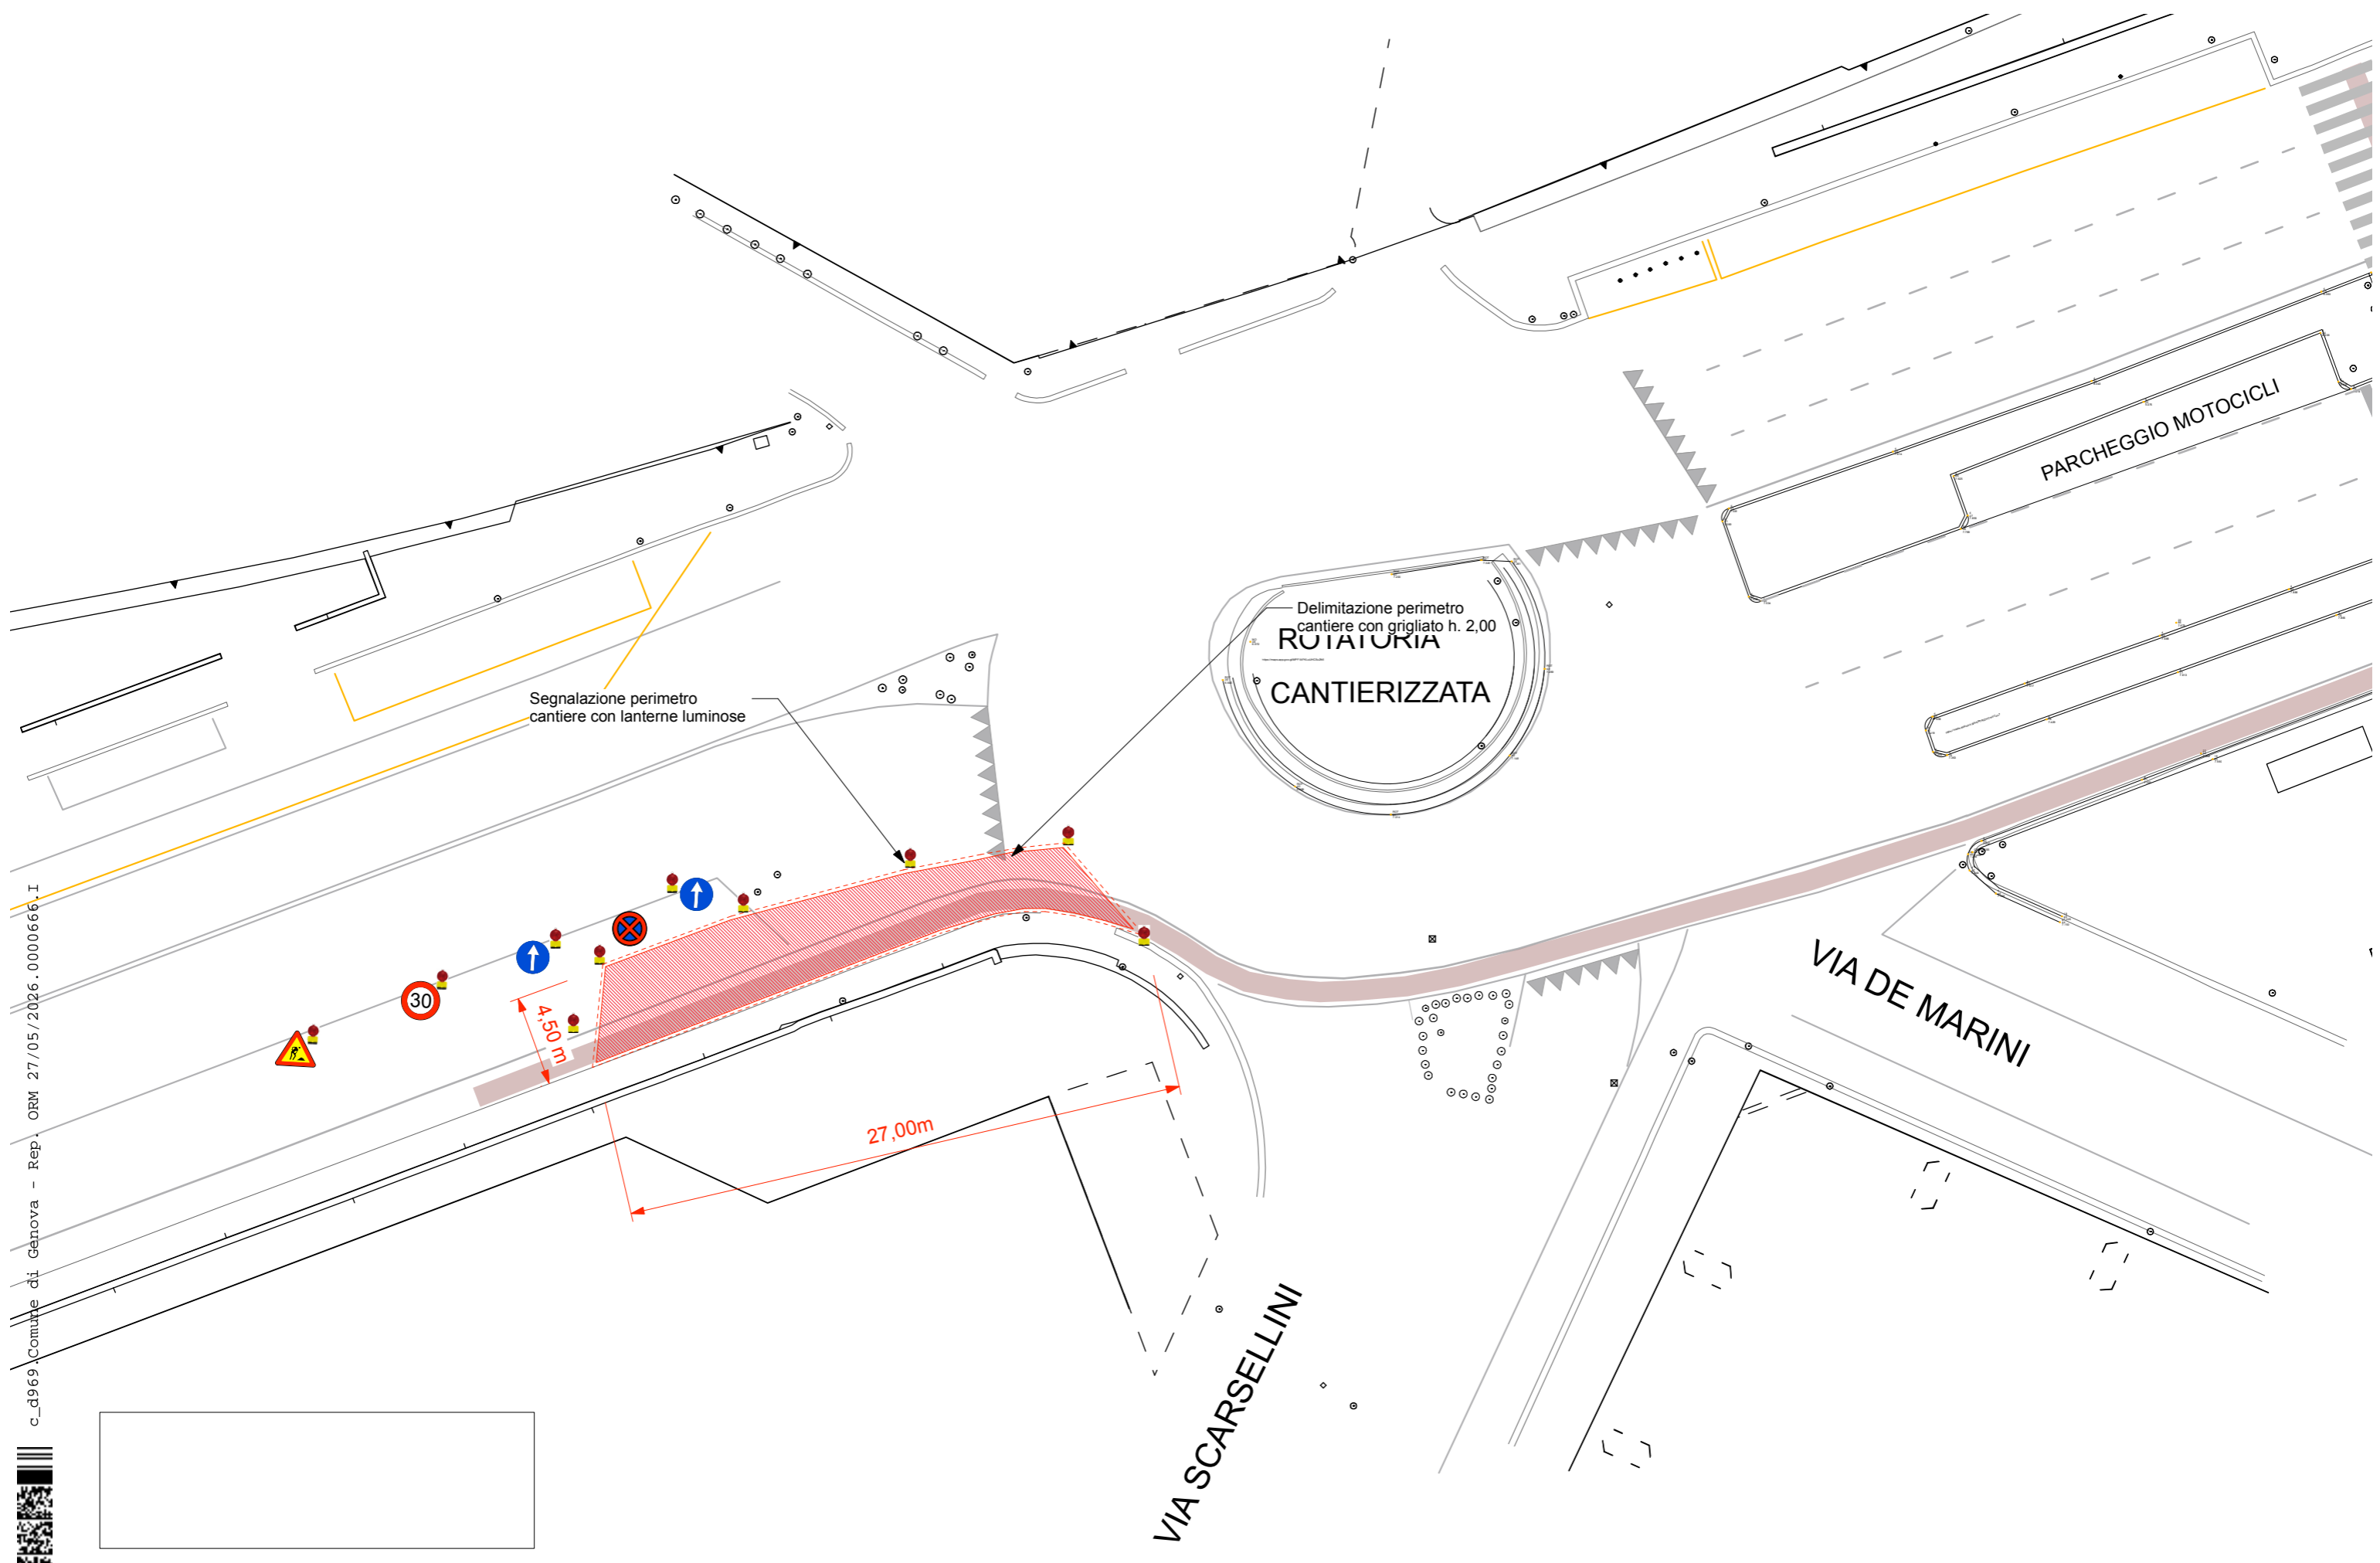 PARCHEGGIO MOTOCICLI
Delimitazione perimetro
cantiere con grigliato h. 2,00
ROTATORIA
CANTIERIZZATA
Segnalazione perimetro
cantiere con lanterne luminose
30
4,50 m
27,00m
VIA DE MARINI
VIA SCARSELLINI
c_d969.Comune di Genova - Rep. ORM 27/05/2026.0000666.I